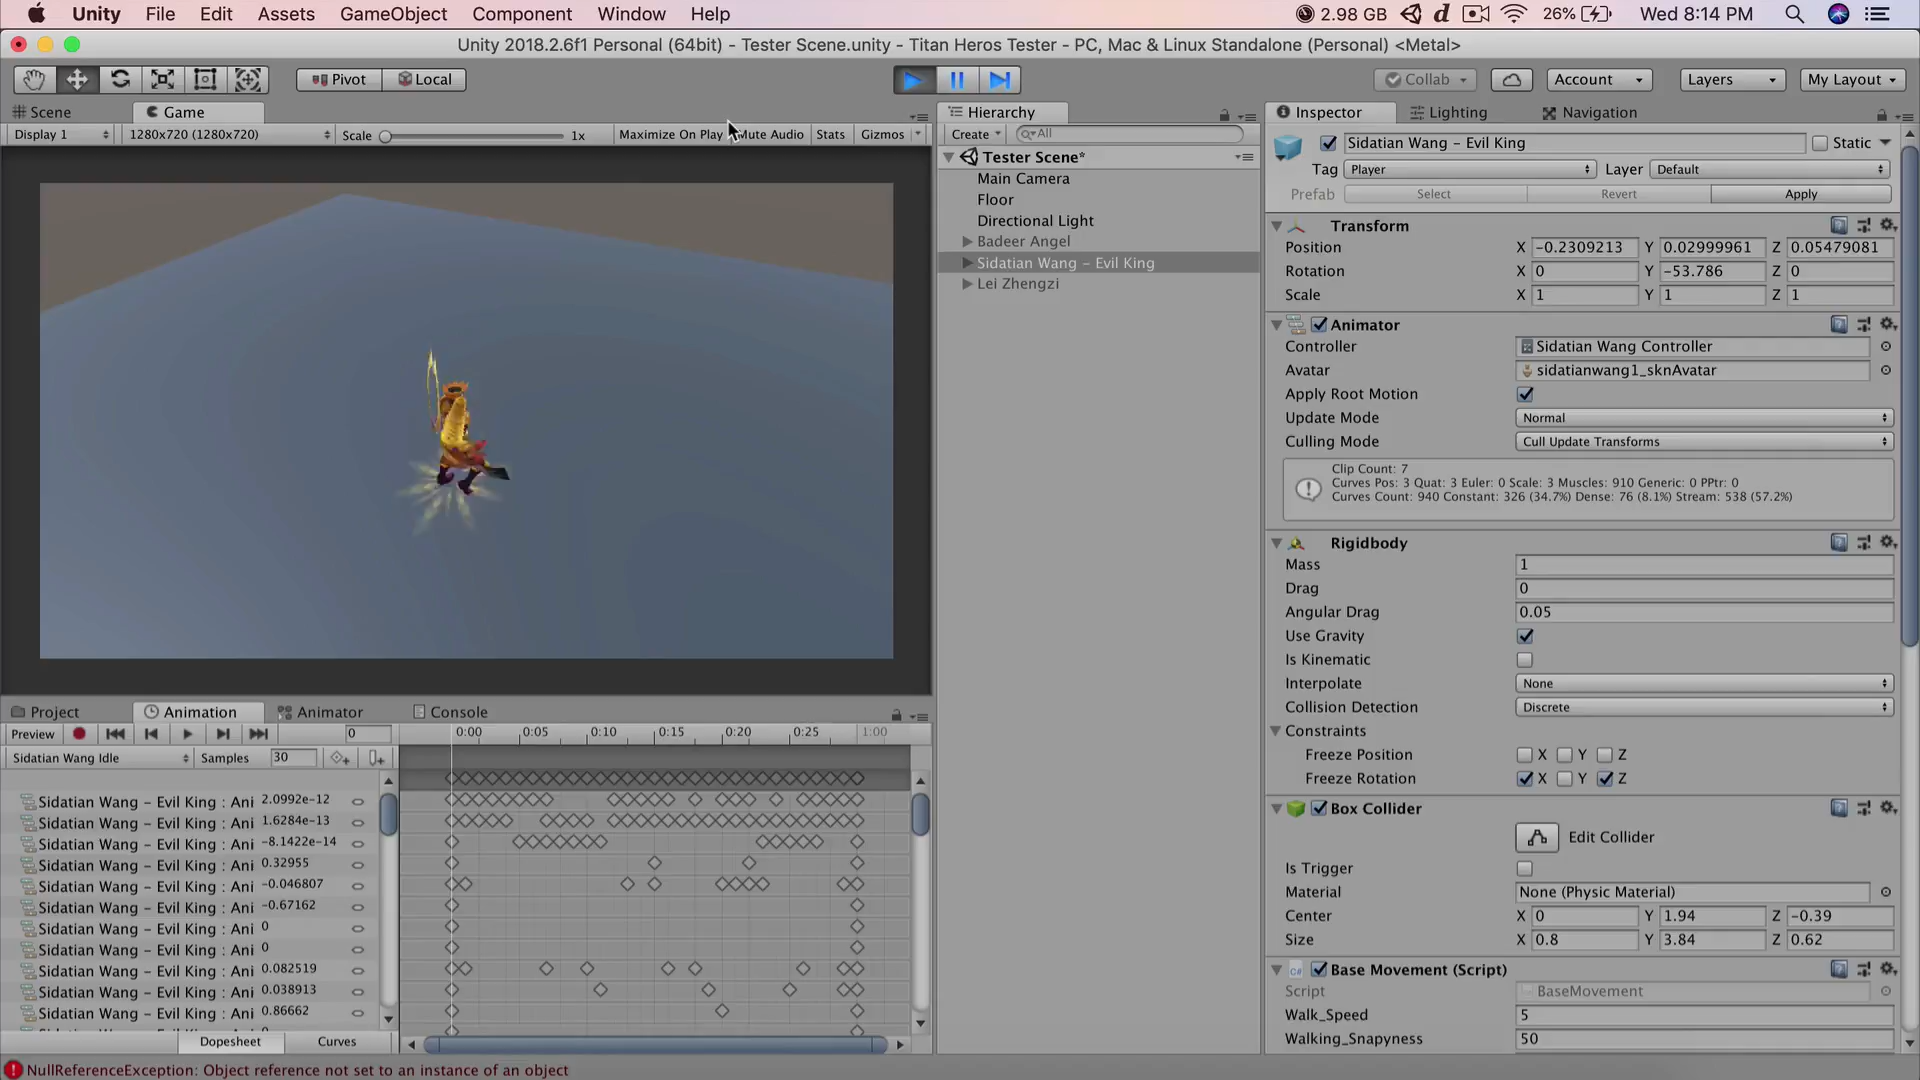 Unity File Edit Assets GameObject Component Window Help 2.98 GB 26% Wed 8:14 PM
Unity 2018.2.6f1 Personal (64bit) - Tester Scene.unity - Titan Heros Tester - PC, Mac & Linux Standalone (Personal) <Metal>
Pivot Local Collab Account Layers My Layout
Scene Game Hierarchy Inspector Lighting Navigation
Display 1 1280x720 (1280x720) Scale 1x Maximize On Play Mute Audio Stats Gizmos
Create All
Tester Scene*
Main Camera
Floor
Directional Light
Badeer Angel
Sidatian Wang – Evil King
Lei Zhengzi
Sidatian Wang – Evil King Static
Tag Player Layer Default
Prefab Select Revert Apply
Transform
Position X −0.2309213 Y 0.02999961 Z 0.05479081
Rotation X 0 Y −53.786 Z 0
Scale X 1 Y 1 Z 1
Animator
Controller Sidatian Wang Controller
Avatar sidatianwang1_sknAvatar
Apply Root Motion
Update Mode Normal
Culling Mode Cull Update Transforms
Clip Count: 7
Curves Pos: 3 Quat: 3 Euler: 0 Scale: 3 Muscles: 910 Generic: 0 PPtr: 0
Curves Count: 940 Constant: 326 (34.7%) Dense: 76 (8.1%) Stream: 538 (57.2%)
Rigidbody
Mass 1
Drag 0
Angular Drag 0.05
Use Gravity
Is Kinematic
Interpolate None
Collision Detection Discrete
Constraints
Freeze Position X Y Z
Freeze Rotation X Y Z
Box Collider
Edit Collider
Is Trigger
Material None (Physic Material)
Center X 0 Y 1.94 Z −0.39
Size X 0.8 Y 3.84 Z 0.62
Base Movement (Script)
Script BaseMovement
Walk_Speed 5
Walking_Snapyness 50
Project Animation Animator Console
Preview 0 0:00 0:05 0:10 0:15 0:20 0:25 1:00
Sidatian Wang Idle Samples 30
Sidatian Wang – Evil King : Ani 2.0992e-12
Sidatian Wang – Evil King : Ani 1.6284e-13
Sidatian Wang – Evil King : Ani -8.1422e-14
Sidatian Wang – Evil King : Ani 0.32955
Sidatian Wang – Evil King : Ani -0.046807
Sidatian Wang – Evil King : Ani -0.67162
Sidatian Wang – Evil King : Ani 0
Sidatian Wang – Evil King : Ani 0
Sidatian Wang – Evil King : Ani 0.082519
Sidatian Wang – Evil King : Ani 0.038913
Sidatian Wang – Evil King : Ani 0.86662
Dopesheet Curves
NullReferenceException: Object reference not set to an instance of an object